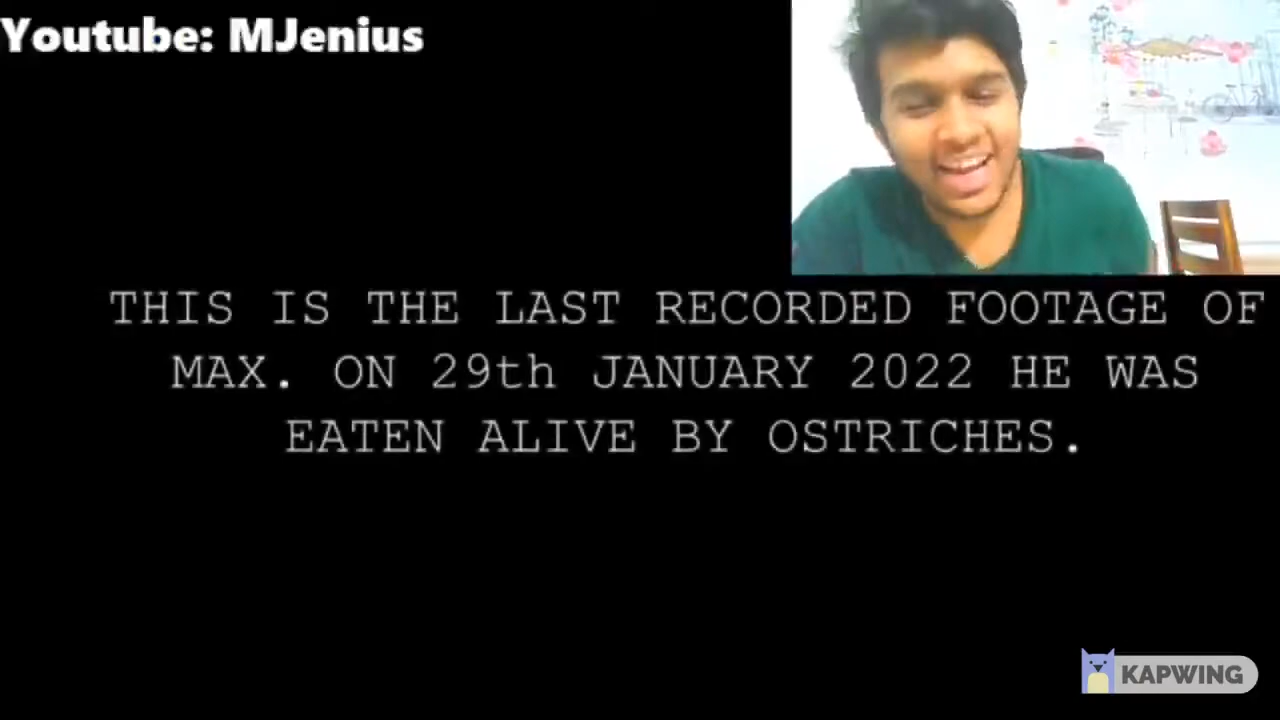 Youtube: MJenius
THIS IS THE LAST RECORDED FOOTAGE OF
MAX. ON 29th JANUARY 2022 HE WAS
EATEN ALIVE BY OSTRICHES.
KAPWING